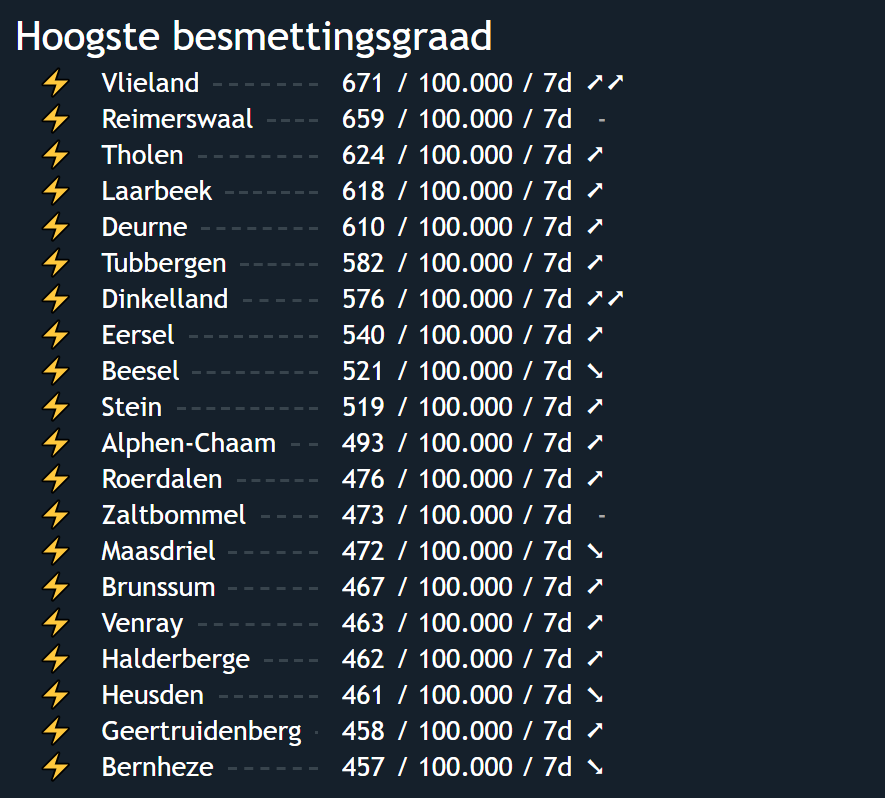 Hoogste besmettingsgraad
⚡ Vlieland ------- 671 / 100.000 / 7d ➚➚
⚡ Reimerswaal ---- 659 / 100.000 / 7d -
⚡ Tholen -------- 624 / 100.000 / 7d ➚
⚡ Laarbeek ------ 618 / 100.000 / 7d ➚
⚡ Deurne -------- 610 / 100.000 / 7d ➚
⚡ Tubbergen ----- 582 / 100.000 / 7d ➚
⚡ Dinkelland ----- 576 / 100.000 / 7d ➚➚
⚡ Eersel --------- 540 / 100.000 / 7d ➚
⚡ Beesel -------- 521 / 100.000 / 7d ➘
⚡ Stein --------- 519 / 100.000 / 7d ➚
⚡ Alphen-Chaam -- 493 / 100.000 / 7d ➚
⚡ Roerdalen ----- 476 / 100.000 / 7d ➚
⚡ Zaltbommel ---- 473 / 100.000 / 7d -
⚡ Maasdriel ------ 472 / 100.000 / 7d ➘
⚡ Brunssum ------ 467 / 100.000 / 7d ➚
⚡ Venray -------- 463 / 100.000 / 7d ➚
⚡ Halderberge ---- 462 / 100.000 / 7d ➚
⚡ Heusden ------- 461 / 100.000 / 7d ➘
⚡ Geertruidenberg - 458 / 100.000 / 7d ➚
⚡ Bernheze ------ 457 / 100.000 / 7d ➘